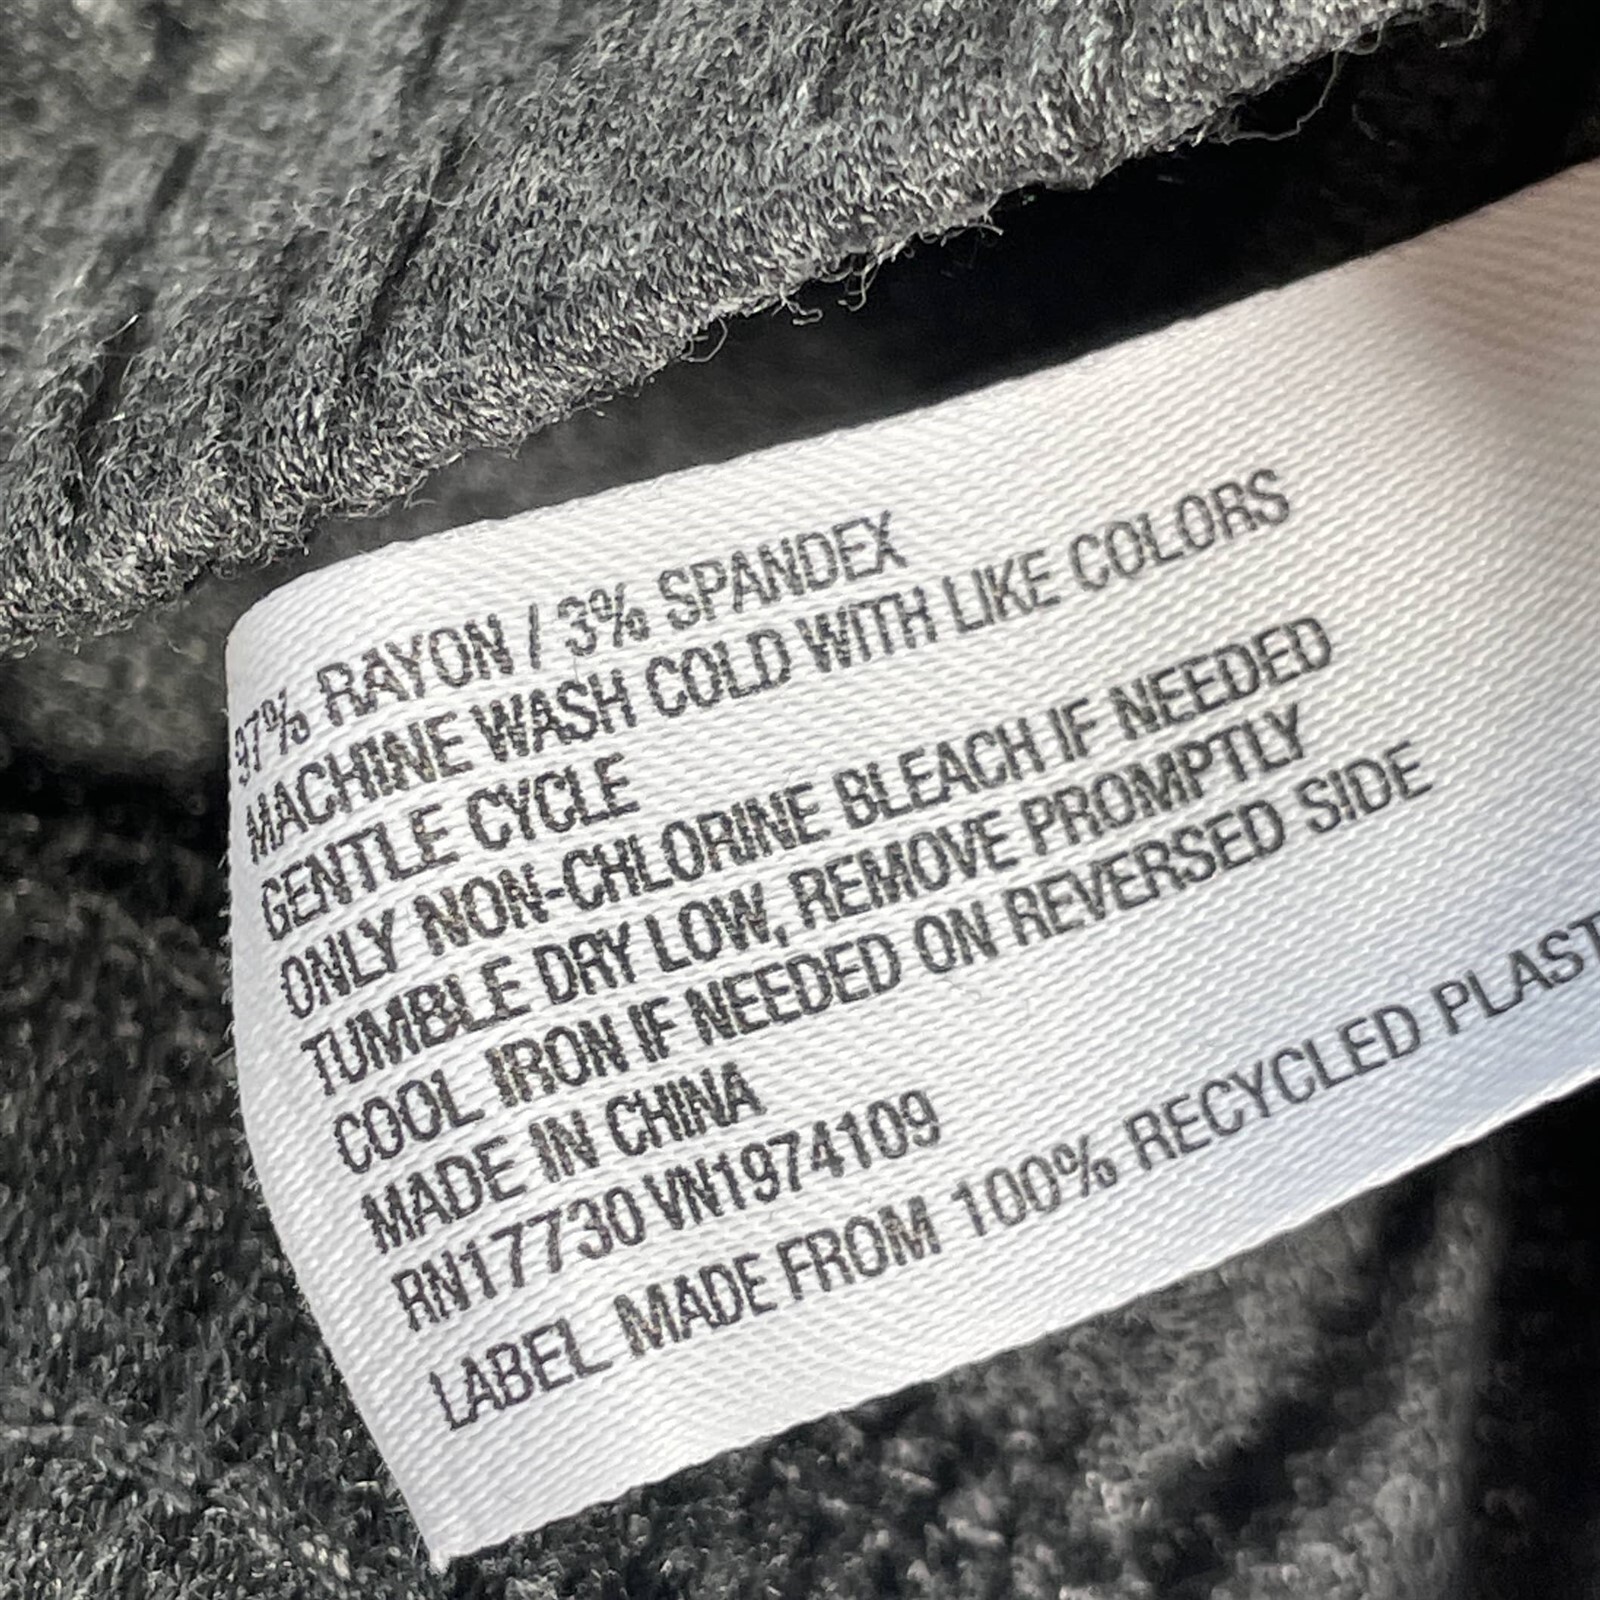 97% RAYON / 3% SPANDEX
MACHINE WASH COLD WITH LIKE COLORS
GENTLE CYCLE
ONLY NON-CHLORINE BLEACH IF NEEDED
TUMBLE DRY LOW, REMOVE PROMPTLY
COOL IRON IF NEEDED ON REVERSED SIDE
MADE IN CHINA
RN17730 VN1974109
LABEL MADE FROM 100% RECYCLED PLAST